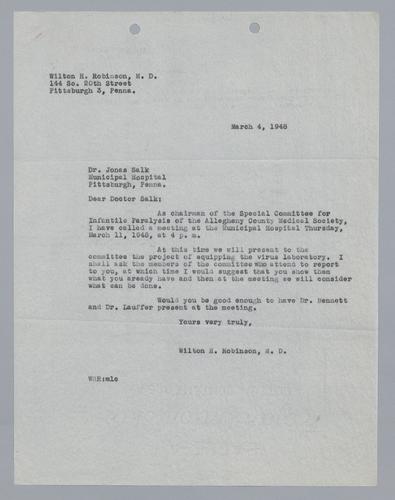 Wilton H. Robinson, M. D.
144 So. 20th Street
Pittsburgh 3, Penna.
March 4, 1948
Dr. Jonas Salk
Municipal Hospital
Pittsburgh, Penna.
Dear Doctor Salk:
As chairman of the Special Committee for
Infantile Paralysis of the Allegheny County Medical Society,
I have called a meeting at the Municipal Hospital Thursday,
March 11, 1948, at 4 p. m.
At this time we will present to the
committee the project of equipping the virus laboratory. I
shall ask the members of the committee who attend to report
to you, at which time I would suggest that you show them
what you already have and then at the meeting we will consider
what can be done.
Would you be good enough to have Dr. Bennett
and Dr. Lauffer present at the meeting.
Yours very truly,
Wilton H. Robinson, M. D.
WHR:mlc